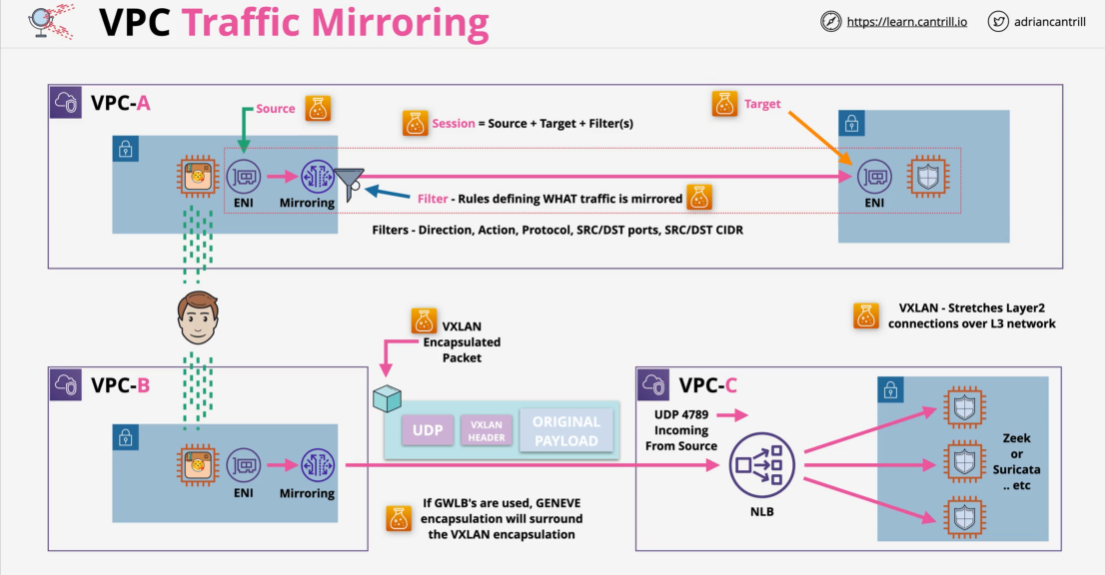 VPC Traffic Mirroring
https://learn.cantrill.io
adriancantrill
VPC-A
Source
Session = Source + Target + Filter(s)
Target
ENI
Mirroring
Filter - Rules defining WHAT traffic is mirrored
ENI
Filters - Direction, Action, Protocol, SRC/DST ports, SRC/DST CIDR
VXLAN - Stretches Layer2
connections over L3 network
VXLAN
Encapsulated
Packet
VPC-B
ENI
Mirroring
UDP
VXLAN
HEADER
ORIGINAL
PAYLOAD
If GWLB's are used, GENEVE
encapsulation will surround
the VXLAN encapsulation
VPC-C
UDP 4789
Incoming
From Source
NLB
Zeek
or
Suricata
.. etc